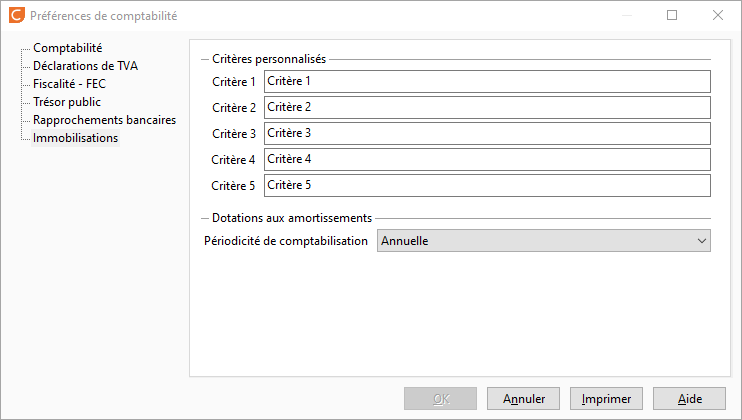 Préférences de comptabilité
Comptabilité
Déclarations de TVA
Fiscalité - FEC
Trésor public
Rapprochements bancaires
Immobilisations
Critères personnalisés
Critère 1 Critère 1
Critère 2 Critère 2
Critère 3 Critère 3
Critère 4 Critère 4
Critère 5 Critère 5
Dotations aux amortissements
Périodicité de comptabilisation Annuelle
OK Annuler Imprimer Aide